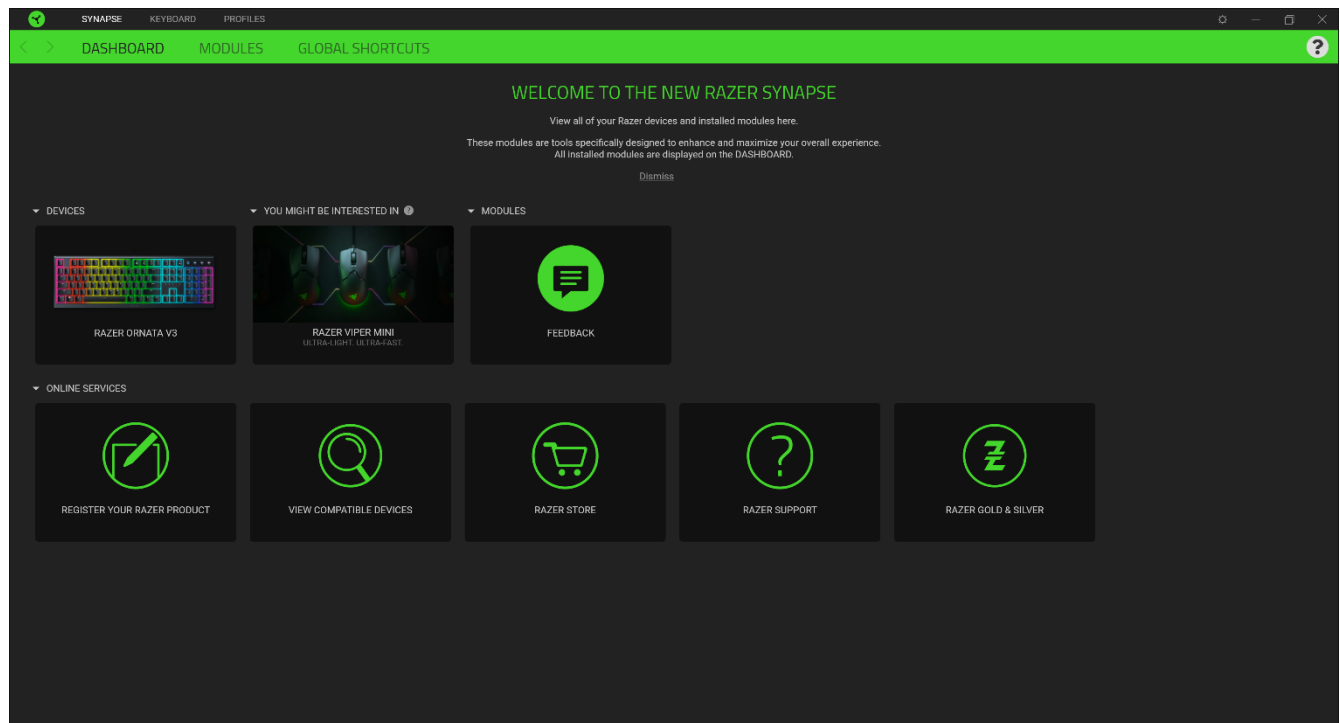 SYNAPSE KEYBOARD PROFILES
DASHBOARD MODULES GLOBAL SHORTCUTS
?
WELCOME TO THE NEW RAZER SYNAPSE
View all of your Razer devices and installed modules here.
These modules are tools specifically designed to enhance and maximize your overall experience.
All installed modules are displayed on the DASHBOARD.
Dismiss
DEVICES
YOU MIGHT BE INTERESTED IN ?
MODULES
RAZER ORNATA V3
RAZER VIPER MINI
ULTRA-LIGHT. ULTRA-FAST.
FEEDBACK
ONLINE SERVICES
REGISTER YOUR RAZER PRODUCT
VIEW COMPATIBLE DEVICES
RAZER STORE
?
RAZER SUPPORT
RAZER GOLD & SILVER